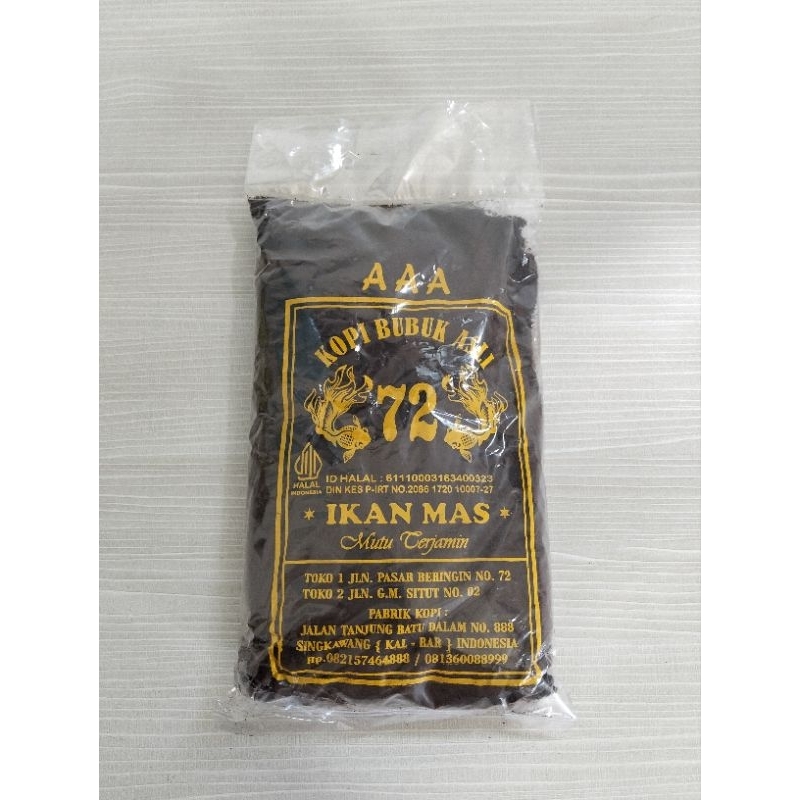 AAA
KOPI BUBUK ASLI
'72'
HALAL
INDONESIA
ID HALAL : 61110003163400323
DIN KES P-IRT NO.2086 1720 10007-27
* IKAN MAS *
Mutu Terjamin
TOKO 1 JLN. PASAR BERINGIN NO. 72
TOKO 2 JLN. G.M. SITUT NO. 02
PABRIK KOPI :
JALAN TANJUNG BATU DALAM NO. 888
SINGKAWANG { KAL - BAR } INDONESIA
HP.082157464888 / 081360088999